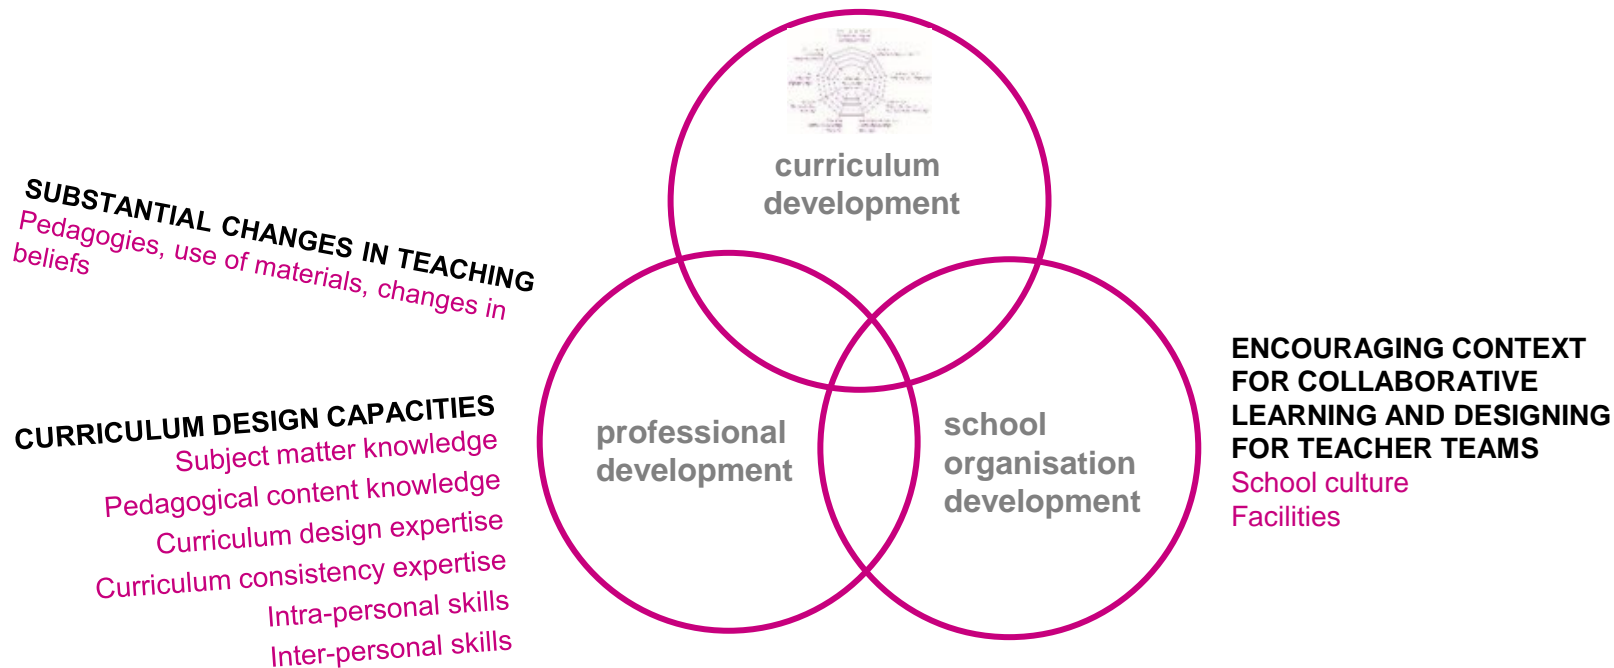 curriculum
development
SUBSTANTIAL CHANGES IN TEACHING
Pedagogies, use of materials, changes in
beliefs
CURRICULUM DESIGN CAPACITIES
Subject matter knowledge
Pedagogical content knowledge
Curriculum design expertise
Curriculum consistency expertise
Intra-personal skills
Inter-personal skills
professional
development
school
organisation
development
ENCOURAGING CONTEXT
FOR COLLABORATIVE
LEARNING AND DESIGNING
FOR TEACHER TEAMS
School culture
Facilities